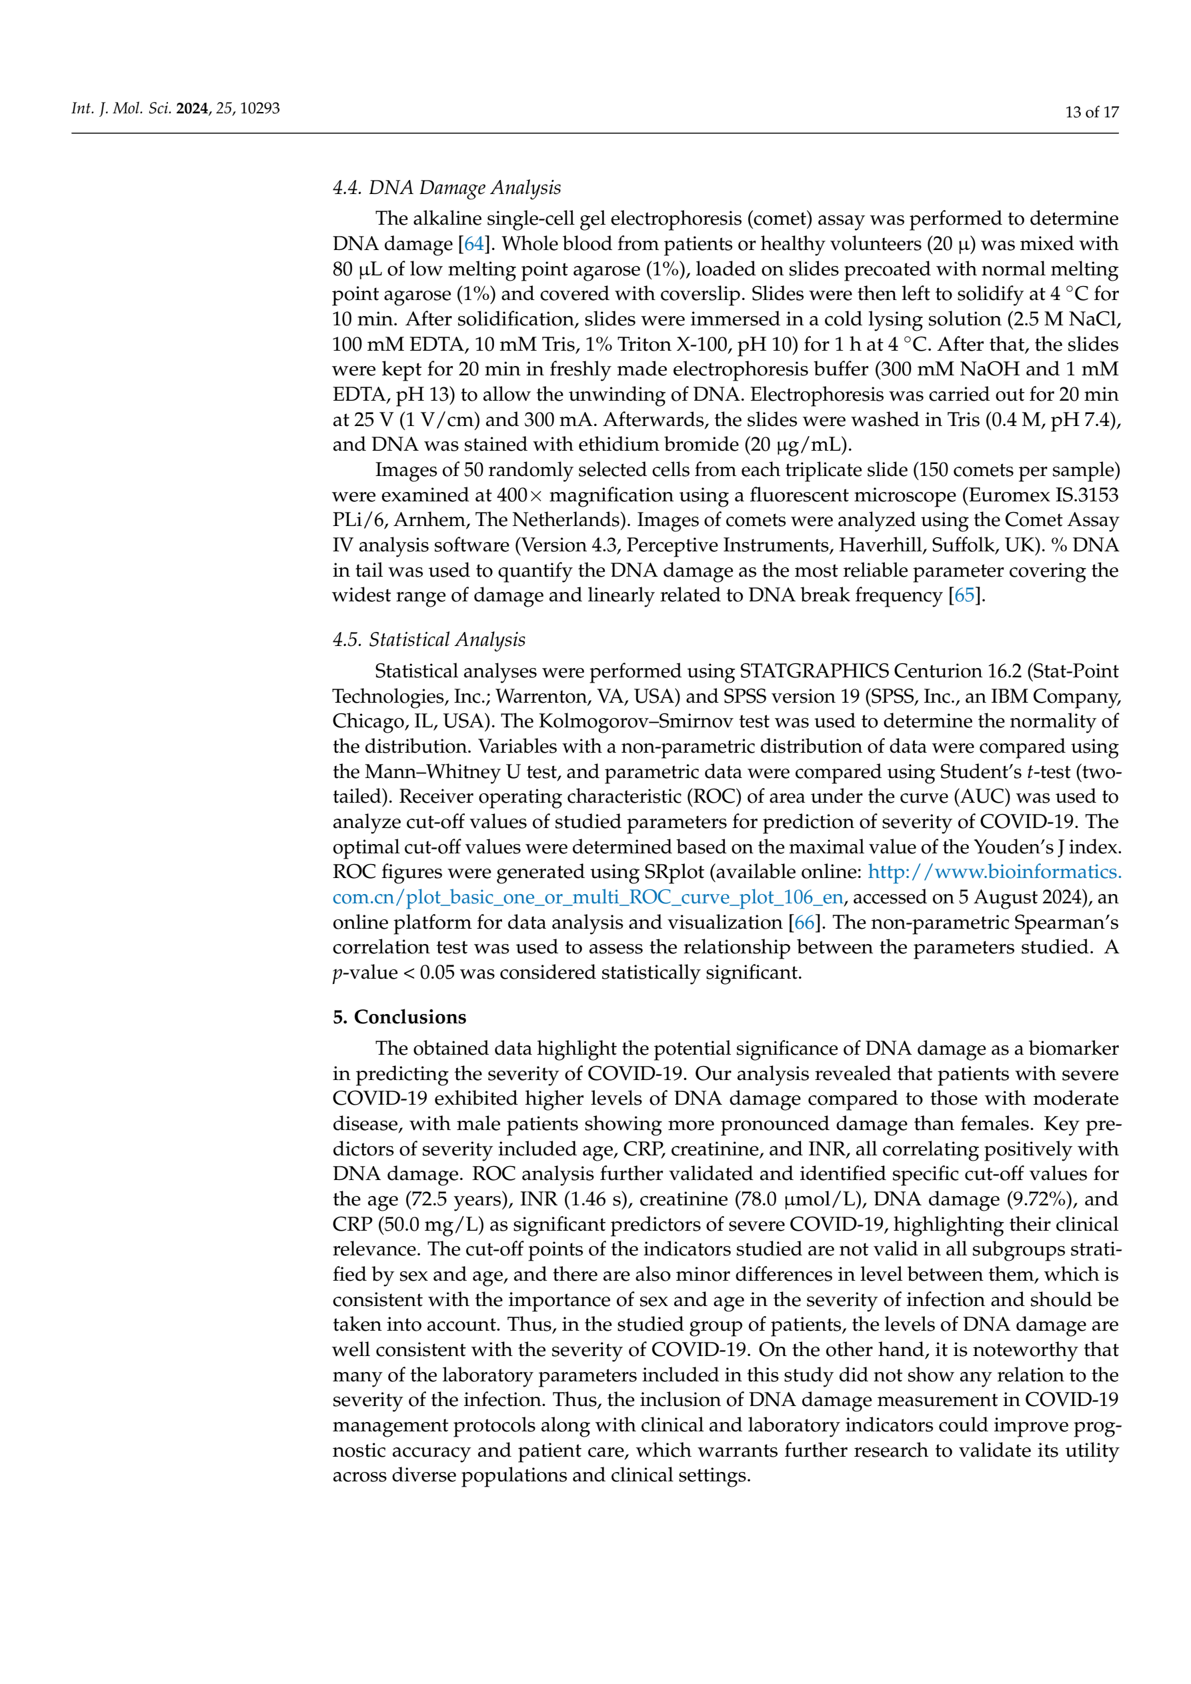 Int. J. Mol. Sci. 2024, 25, 10293
13 of 17
4.4. DNA Damage Analysis
The alkaline single-cell gel electrophoresis (comet) assay was performed to determine
DNA damage [64]. Whole blood from patients or healthy volunteers (20 μ) was mixed with
80 μL of low melting point agarose (1%), loaded on slides precoated with normal melting
point agarose (1%) and covered with coverslip. Slides were then left to solidify at 4 °C for
10 min. After solidification, slides were immersed in a cold lysing solution (2.5 M NaCl,
100 mM EDTA, 10 mM Tris, 1% Triton X-100, pH 10) for 1 h at 4 °C. After that, the slides
were kept for 20 min in freshly made electrophoresis buffer (300 mM NaOH and 1 mM
EDTA, pH 13) to allow the unwinding of DNA. Electrophoresis was carried out for 20 min
at 25 V (1 V/cm) and 300 mA. Afterwards, the slides were washed in Tris (0.4 M, pH 7.4),
and DNA was stained with ethidium bromide (20 μg/mL).
Images of 50 randomly selected cells from each triplicate slide (150 comets per sample)
were examined at 400× magnification using a fluorescent microscope (Euromex IS.3153
PLi/6, Arnhem, The Netherlands). Images of comets were analyzed using the Comet Assay
IV analysis software (Version 4.3, Perceptive Instruments, Haverhill, Suffolk, UK). % DNA
in tail was used to quantify the DNA damage as the most reliable parameter covering the
widest range of damage and linearly related to DNA break frequency [65].
4.5. Statistical Analysis
Statistical analyses were performed using STATGRAPHICS Centurion 16.2 (Stat-Point
Technologies, Inc.; Warrenton, VA, USA) and SPSS version 19 (SPSS, Inc., an IBM Company,
Chicago, IL, USA). The Kolmogorov–Smirnov test was used to determine the normality of
the distribution. Variables with a non-parametric distribution of data were compared using
the Mann–Whitney U test, and parametric data were compared using Student's t-test (two-
tailed). Receiver operating characteristic (ROC) of area under the curve (AUC) was used to
analyze cut-off values of studied parameters for prediction of severity of COVID-19. The
optimal cut-off values were determined based on the maximal value of the Youden's J index.
ROC figures were generated using SRplot (available online: http://www.bioinformatics.
com.cn/plot_basic_one_or_multi_ROC_curve_plot_106_en, accessed on 5 August 2024), an
online platform for data analysis and visualization [66]. The non-parametric Spearman's
correlation test was used to assess the relationship between the parameters studied. A
p-value < 0.05 was considered statistically significant.
5. Conclusions
The obtained data highlight the potential significance of DNA damage as a biomarker
in predicting the severity of COVID-19. Our analysis revealed that patients with severe
COVID-19 exhibited higher levels of DNA damage compared to those with moderate
disease, with male patients showing more pronounced damage than females. Key pre-
dictors of severity included age, CRP, creatinine, and INR, all correlating positively with
DNA damage. ROC analysis further validated and identified specific cut-off values for
the age (72.5 years), INR (1.46 s), creatinine (78.0 μmol/L), DNA damage (9.72%), and
CRP (50.0 mg/L) as significant predictors of severe COVID-19, highlighting their clinical
relevance. The cut-off points of the indicators studied are not valid in all subgroups strati-
fied by sex and age, and there are also minor differences in level between them, which is
consistent with the importance of sex and age in the severity of infection and should be
taken into account. Thus, in the studied group of patients, the levels of DNA damage are
well consistent with the severity of COVID-19. On the other hand, it is noteworthy that
many of the laboratory parameters included in this study did not show any relation to the
severity of the infection. Thus, the inclusion of DNA damage measurement in COVID-19
management protocols along with clinical and laboratory indicators could improve prog-
nostic accuracy and patient care, which warrants further research to validate its utility
across diverse populations and clinical settings.